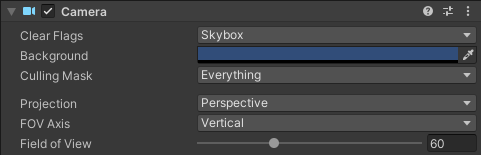 Camera
Clear Flags Skybox
Background
Culling Mask Everything
Projection Perspective
FOV Axis Vertical
Field of View 60